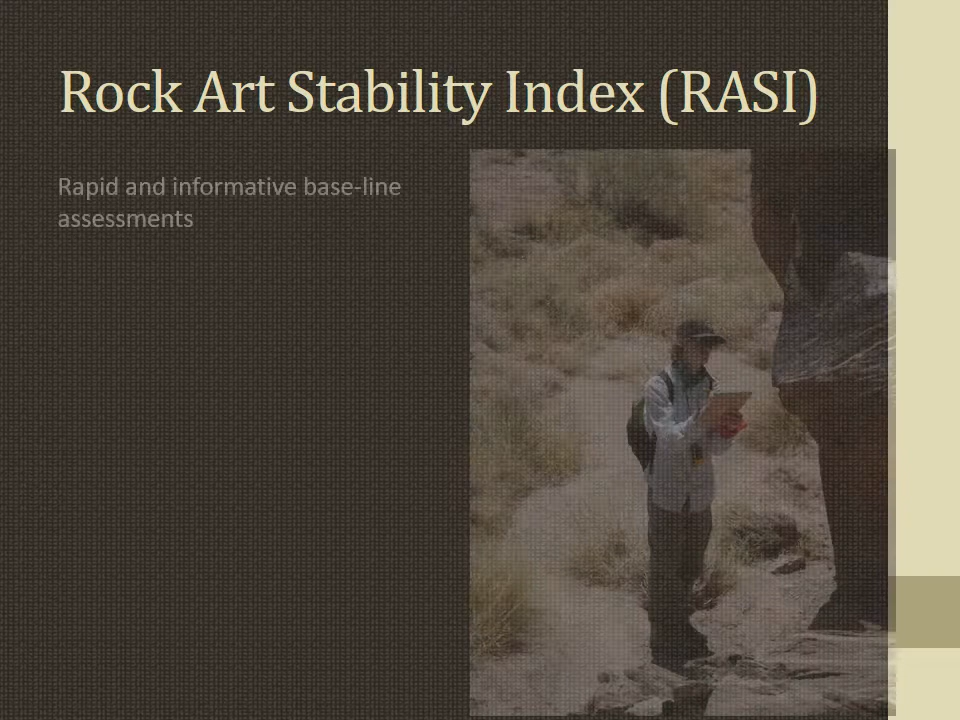 Rock Art Stability Index (RASI)
Rapid and informative base-line
assessments